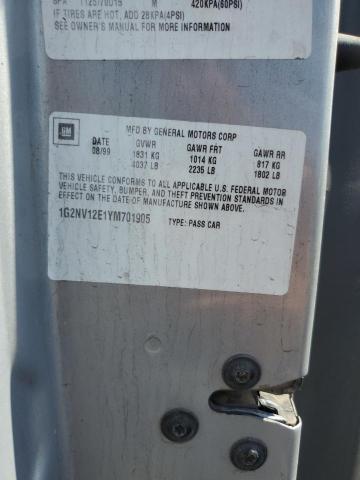 SPA T125/70D15 M 420KPA(60PSI)
IF TIRES ARE HOT, ADD 28KPA(4PSI)
SEE OWNER'S MANUAL FOR MORE INFORMATION
GM
MFD BY GENERAL MOTORS CORP
DATE GVWR GAWR FRT GAWR RR
08/99 1831 KG 1014 KG 817 KG
4037 LB 2235 LB 1802 LB
THIS VEHICLE CONFORMS TO ALL APPLICABLE U.S. FEDERAL MOTOR
VEHICLE SAFETY, BUMPER, AND THEFT PREVENTION STANDARDS IN
EFFECT ON THE DATE OF MANUFACTURE SHOWN ABOVE.
1G2NV12E1YM701905
TYPE: PASS CAR